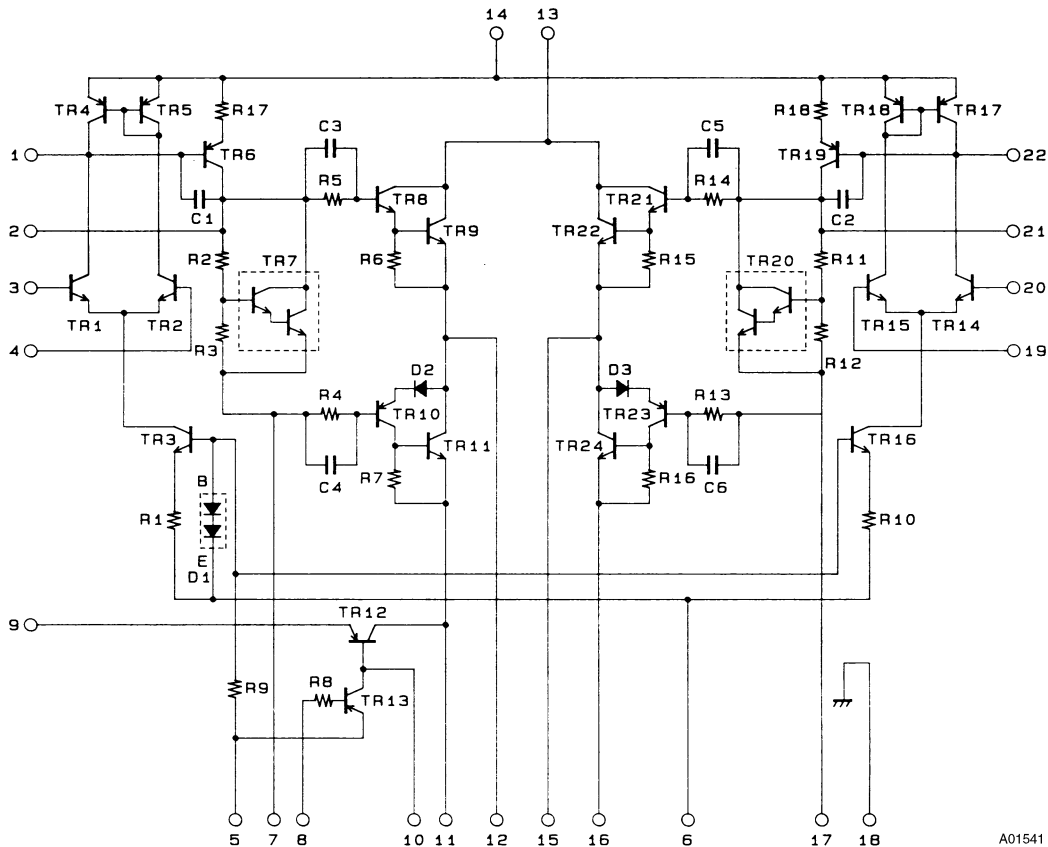 14 13
TR4 TR5 R17 R18 TR18 TR17
C3 C5
1 TR6 TR19 22
R5 TR8 TR21 R14
C1 C2
2 TR9 TR22 21
R2 TR7 R6 R15 TR20 R11
3 20
TR1 TR2 TR15 TR14
4 R3 R12 19
D2 D3
R4 R13
TR10 TR23
TR3 TR11 TR24 TR16
B R7 R16
C4 C6
R1 R10
E
D1
TR12
9
R9 R8 TR13
5 7 8 10 11 12 15 16 6 17 18
A01541